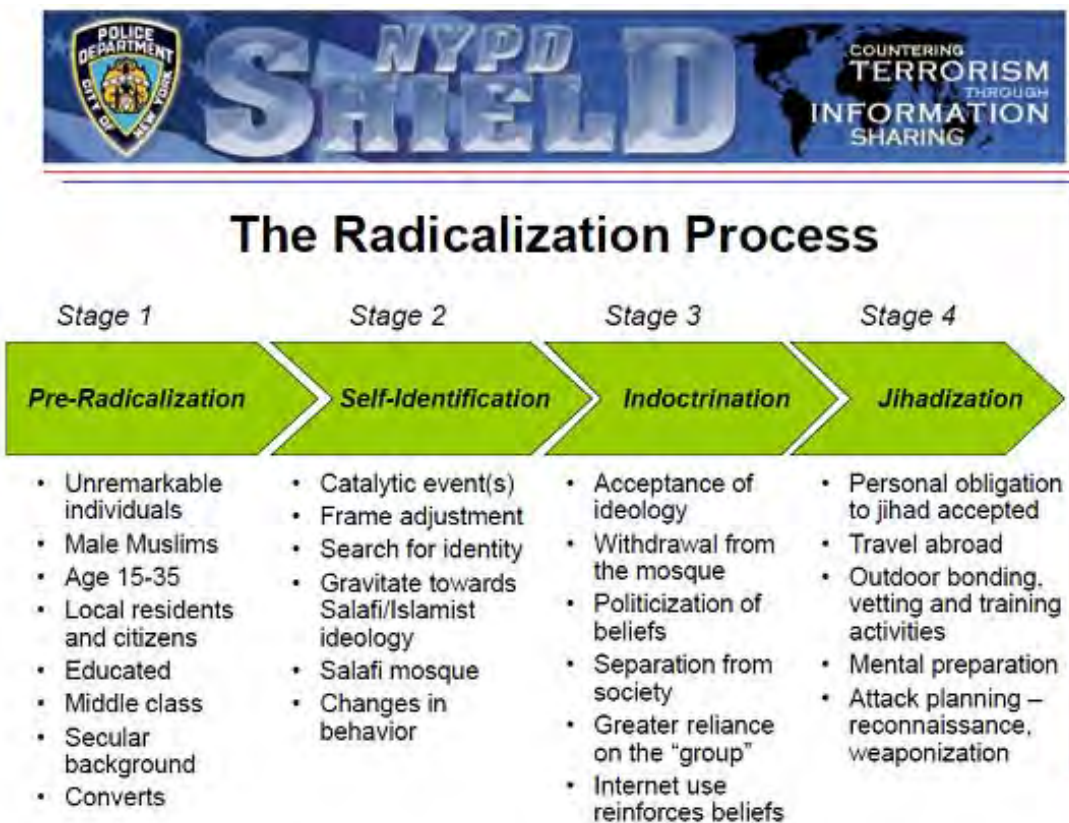 POLICE
DEPARTMENT
CITY OF
NEW YORK
NYPD
SHIELD
COUNTERING
TERRORISM
THROUGH
INFORMATION
SHARING
The Radicalization Process
Stage 1
Pre-Radicalization
• Unremarkable
individuals
• Male Muslims
• Age 15-35
• Local residents
and citizens
• Educated
• Middle class
• Secular
background
• Converts
Stage 2
Self-Identification
• Catalytic event(s)
• Frame adjustment
• Search for identity
• Gravitate towards
Salafi/Islamist
ideology
• Salafi mosque
• Changes in
behavior
Stage 3
Indoctrination
• Acceptance of
ideology
• Withdrawal from
the mosque
• Politicization of
beliefs
• Separation from
society
• Greater reliance
on the “group”
• Internet use
reinforces beliefs
Stage 4
Jihadization
• Personal obligation
to jihad accepted
• Travel abroad
• Outdoor bonding,
vetting and training
activities
• Mental preparation
• Attack planning –
reconnaissance,
weaponization